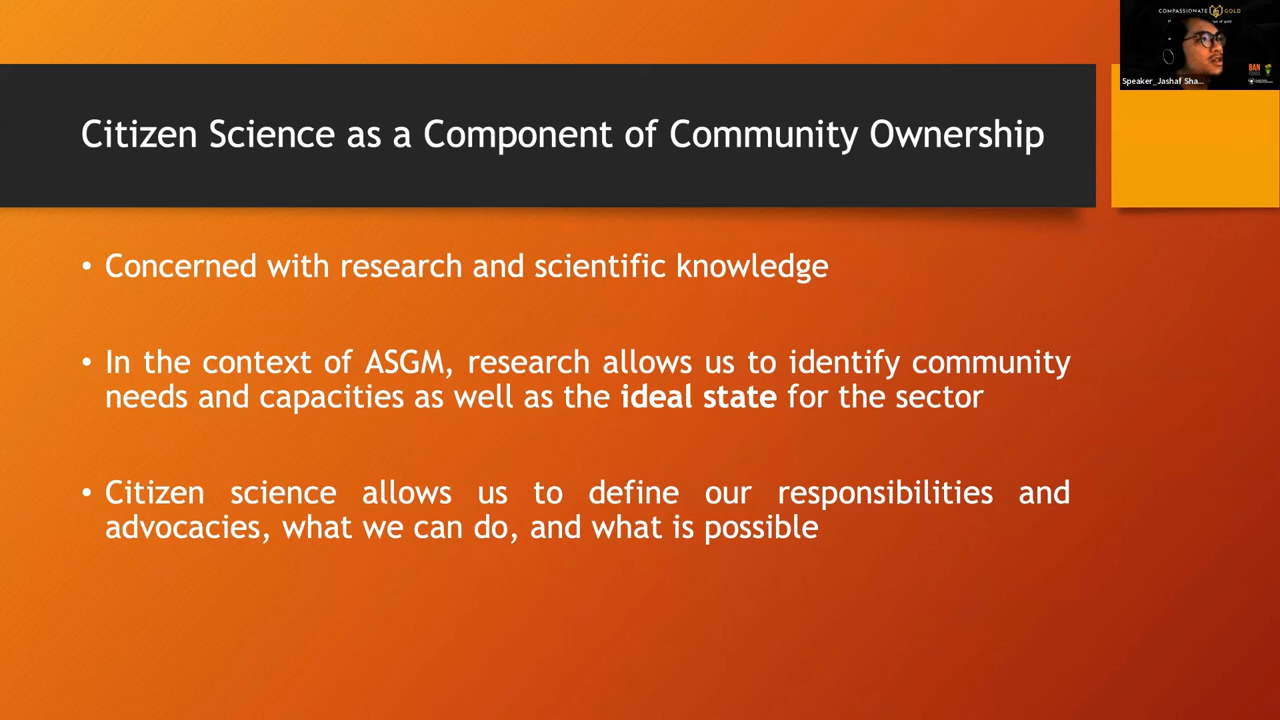 COMPASSIONATE GOLD
Speaker_Jashaf Sha...
BAN
Citizen Science as a Component of Community Ownership
• Concerned with research and scientific knowledge
• In the context of ASGM, research allows us to identify community
needs and capacities as well as the ideal state for the sector
• Citizen science allows us to define our responsibilities and
advocacies, what we can do, and what is possible